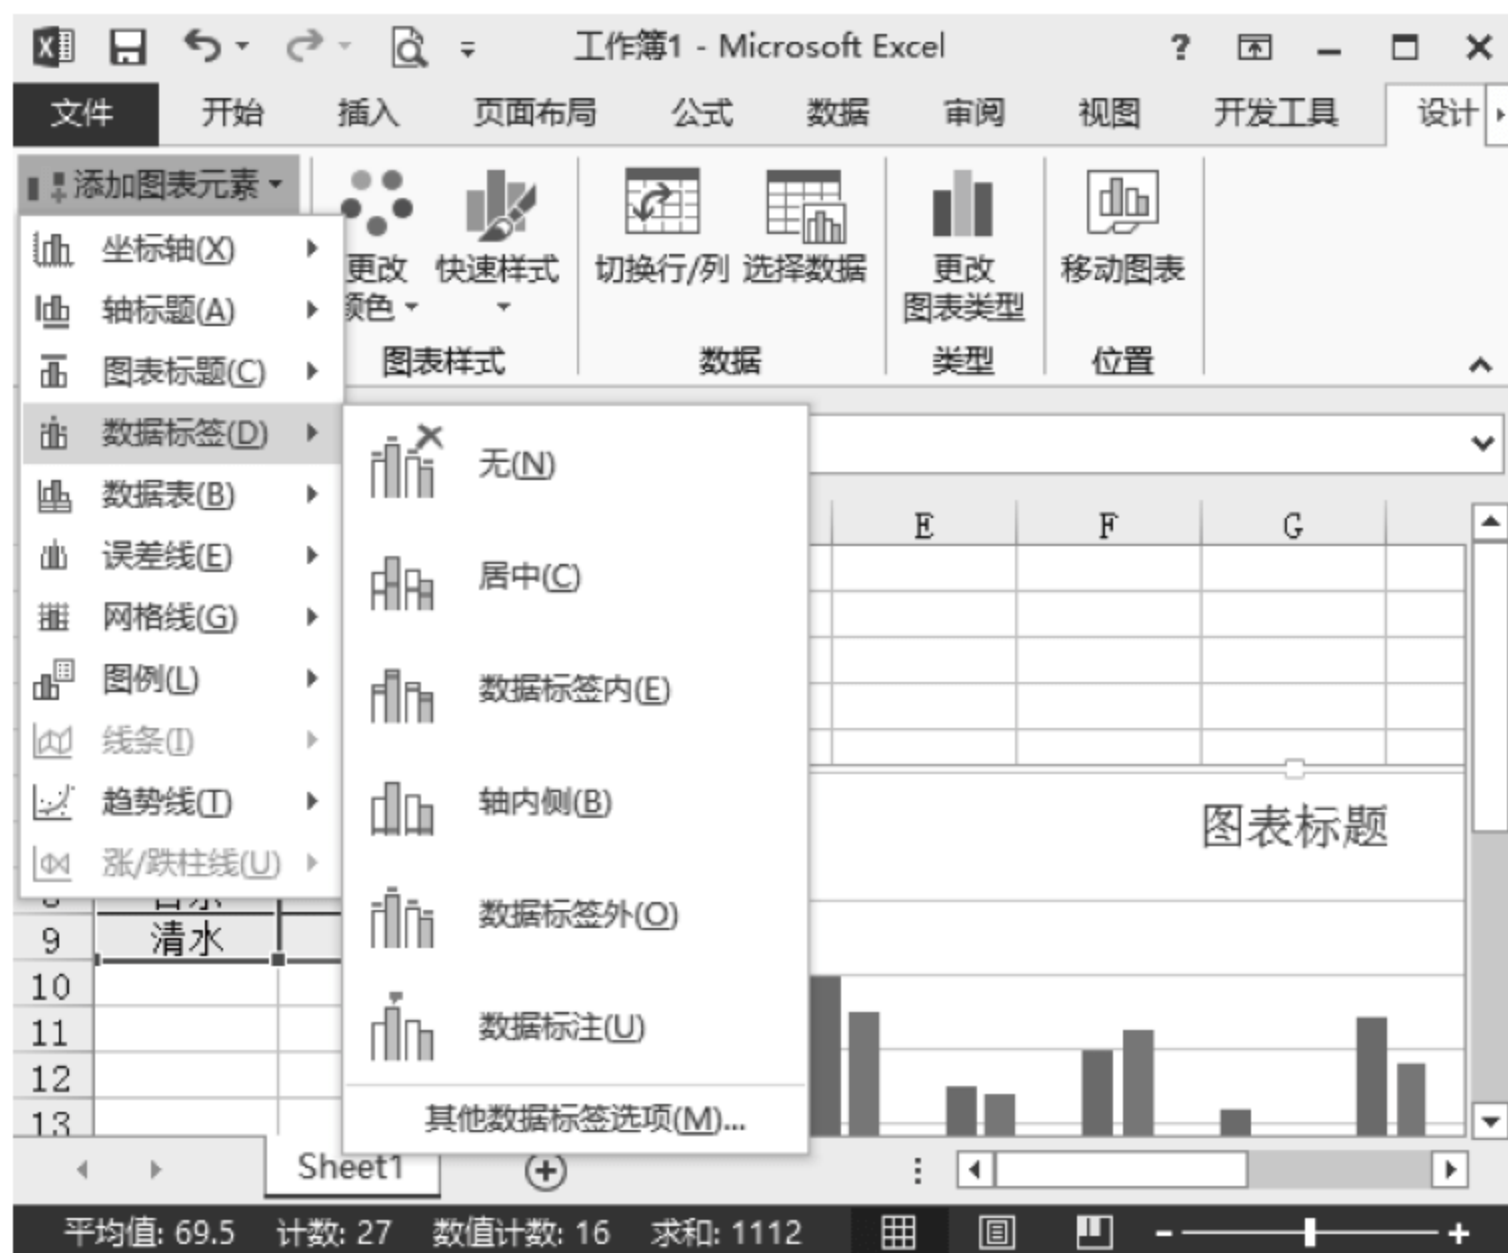 工作簿1 - Microsoft Excel
?
文件 开始 插入 页面布局 公式 数据 审阅 视图 开发工具 设计
添加图表元素
更改 快速样式 切换行/列 选择数据 更改 移动图表
颜色 图表类型
图表样式 数据 类型 位置
坐标轴(X)
轴标题(A)
图表标题(C)
数据标签(D)
数据表(B)
误差线(E)
网格线(G)
图例(L)
线条(I)
趋势线(T)
涨/跌柱线(U)
无(N)
居中(C)
数据标签内(E)
轴内侧(B)
数据标签外(O)
数据标注(U)
其他数据标签选项(M)...
E F G
图表标题
9 清水
10
11
12
13
Sheet1
平均值: 69.5 计数: 27 数值计数: 16 求和: 1112